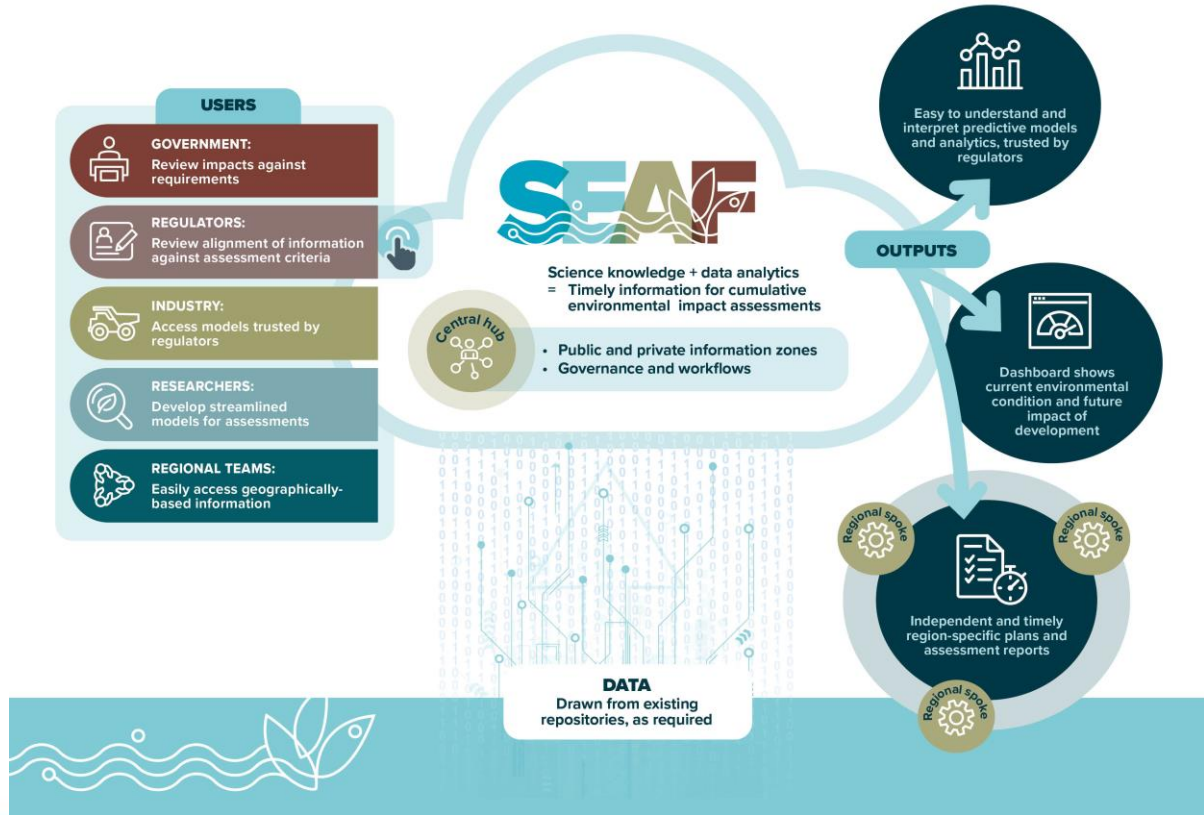 USERS
GOVERNMENT:
Review impacts against
requirements
REGULATORS:
Review alignment of information
against assessment criteria
INDUSTRY:
Access models trusted by
regulators
RESEARCHERS:
Develop streamlined
models for assessments
REGIONAL TEAMS:
Easily access geographically-
based information
SEAF
Science knowledge + data analytics
= Timely information for cumulative
environmental impact assessments
Central hub
• Public and private information zones
• Governance and workflows
DATA
Drawn from existing
repositories, as required
OUTPUTS
Easy to understand and
interpret predictive models
and analytics, trusted by
regulators
Dashboard shows
current environmental
condition and future
impact of
development
Regional spoke
Regional spoke
Independent and timely
region-specific plans and
assessment reports
Regional spoke